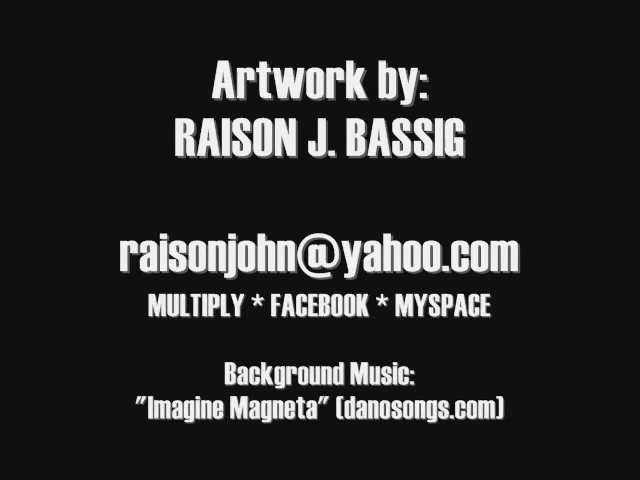 Artwork by:
RAISON J. BASSIG
raisonjohn@yahoo.com
MULTIPLY * FACEBOOK * MYSPACE
Background Music:
"Imagine Magneta" (danosongs.com)